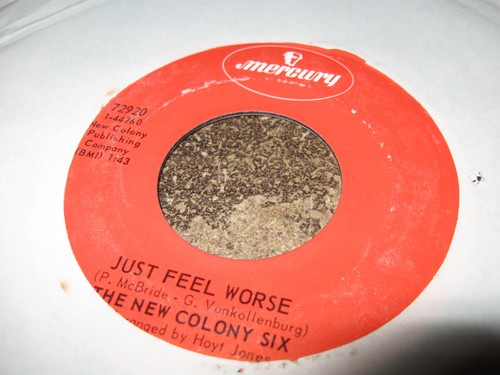 mercury
72920
1-44760
New Colony
Publishing
Company
(BMI) 1:43
JUST FEEL WORSE
(P. McBride - G. Vonkollenburg)
THE NEW COLONY SIX
ranged by Hoyt Jones